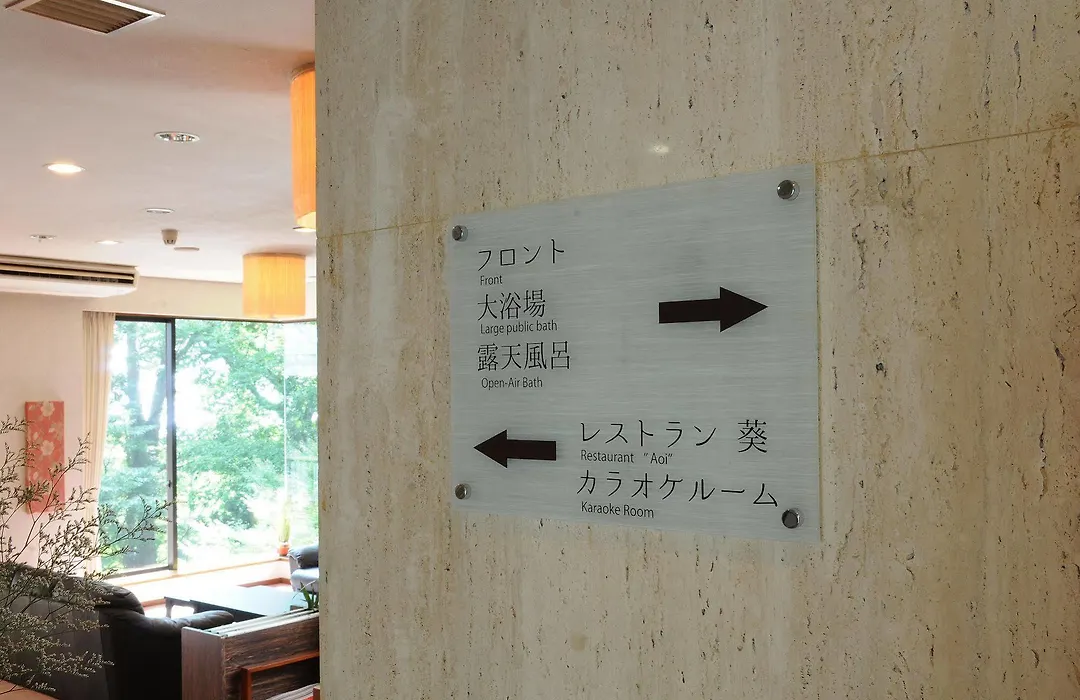 フロント
Front
大浴場
Large public bath
露天風呂
Open-Air Bath
レストラン 葵
Restaurant "Aoi"
カラオケルーム
Karaoke Room